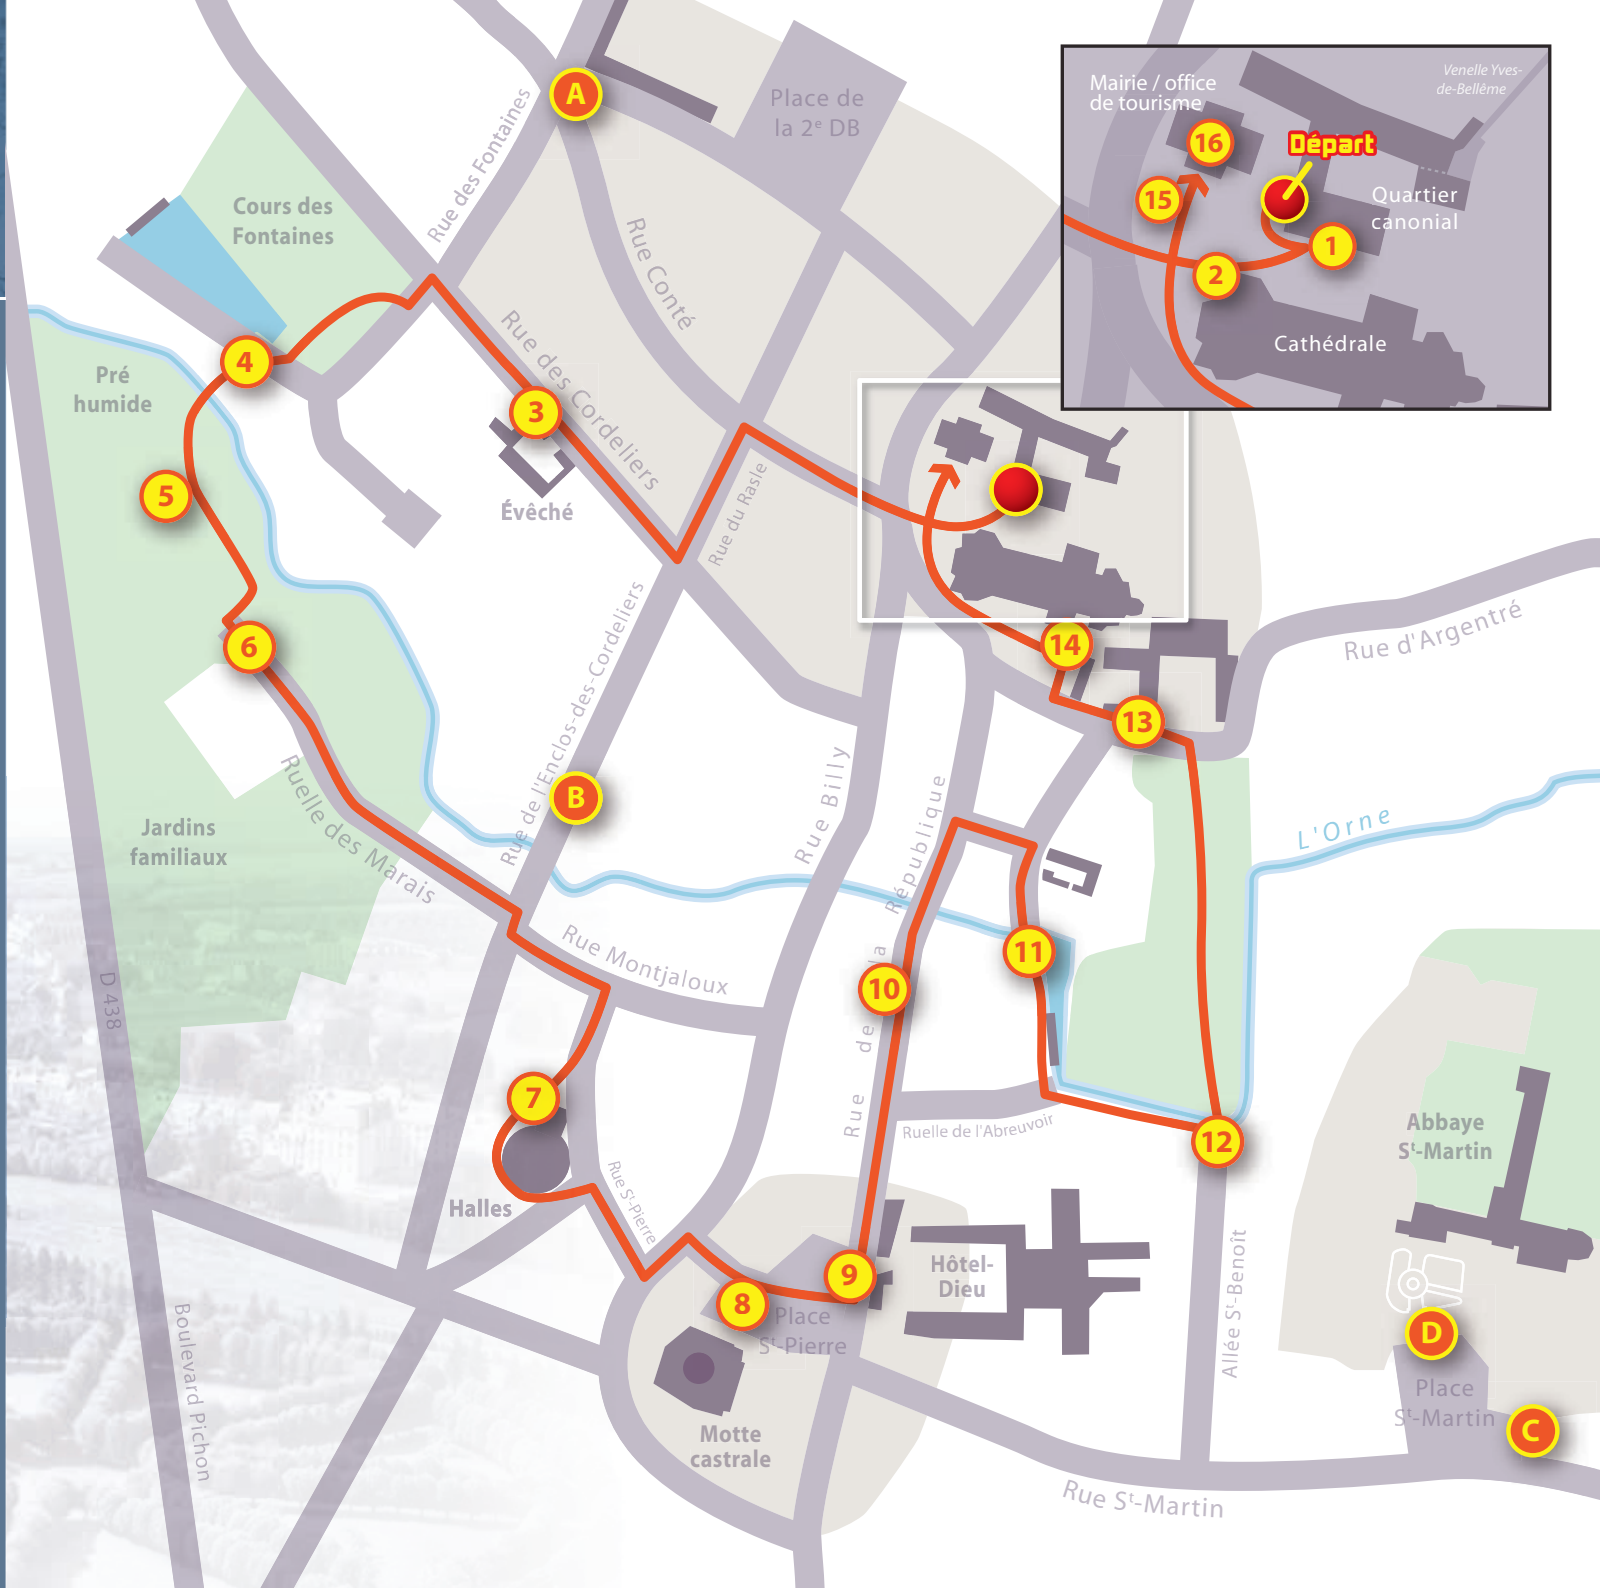 A
Place de
la 2e DB
Mairie / office
de tourisme
Venelle Yves-
de-Bellême
16
Départ
15
Quartier
canonial
1
2
Cathédrale
Rue des Fontaines
Cours des
Fontaines
Rue Conté
Rue des Cordeliers
4
Pré
humide
3
5
Évêché
Rue du Rasle
Rue de l'Enclos-des-Cordeliers
6
14
Rue d'Argentré
13
B
Rue Billy
Ruelle des Marais
Jardins
familiaux
L'Orne
Rue de la République
Rue Montjaloux
11
10
D 438
7
Ruelle de l'Abreuvoir
12
Abbaye
St-Martin
Rue St-Pierre
Halles
9
Hôtel-
Dieu
8
Place
St-Pierre
Allée St-Benoît
D
Place
St-Martin
C
Boulevard Pichon
Motte
castrale
Rue St-Martin